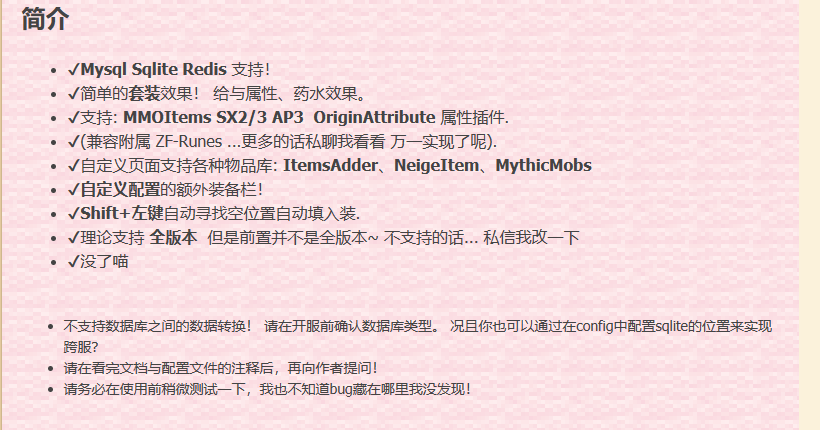 简介
✔Mysql Sqlite Redis 支持!
✔简单的套装效果! 给与属性、药水效果。
✔支持: MMOItems SX2/3 AP3 OriginAttribute 属性插件.
✔(兼容附属 ZF-Runes ...更多的话私聊我看看 万一实现了呢).
✔自定义页面支持各种物品库: ItemsAdder、NeigeItem、MythicMobs
✔自定义配置的额外装备栏!
✔Shift+左键自动寻找空位置自动填入装.
✔理论支持 全版本 但是前置并不是全版本~ 不支持的话... 私信我改一下
✔没了喵
不支持数据库之间的数据转换! 请在开服前确认数据库类型。 况且你也可以通过在config中配置sqlite的位置来实现
跨服?
请在看完文档与配置文件的注释后，再向作者提问!
请务必在使用前稍微测试一下，我也不知道bug藏在哪里我没发现!